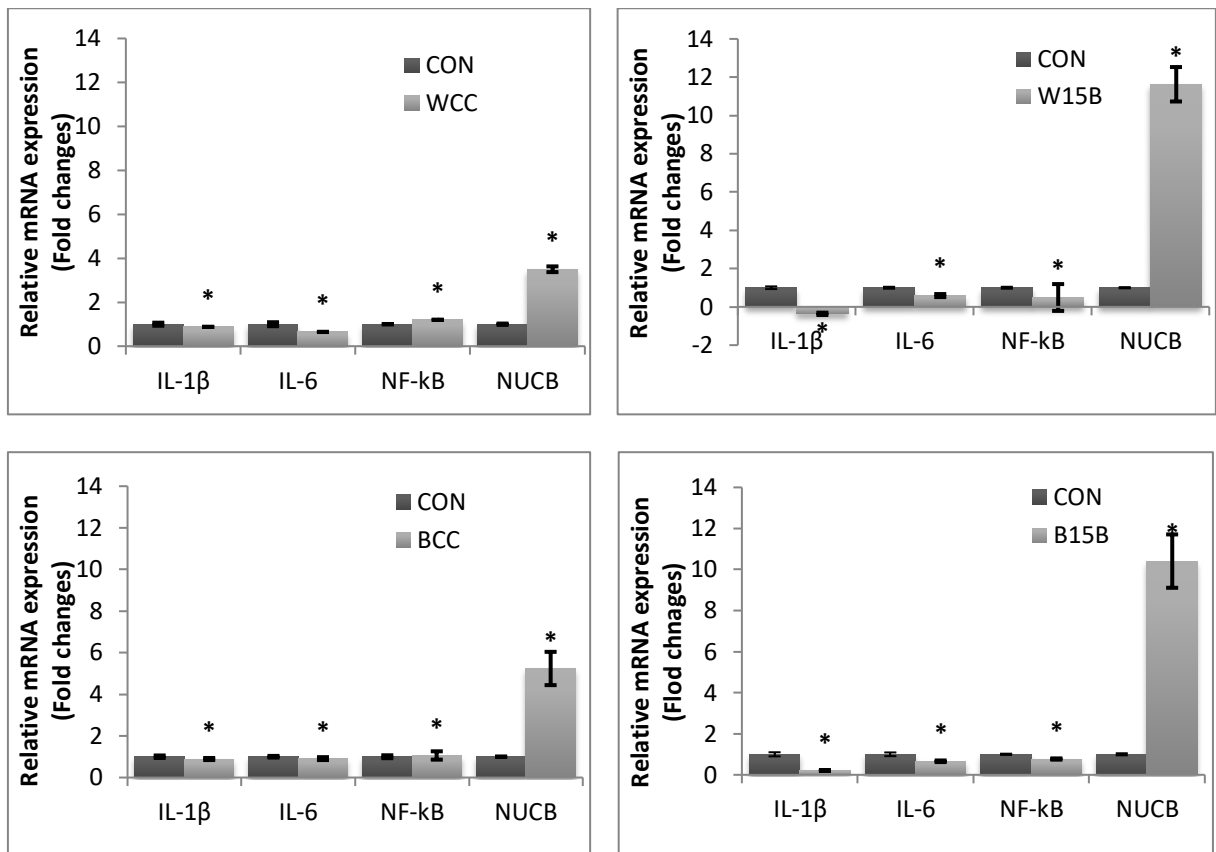 Relative mRNA expression
(Fold changes)
14
12
10
8
6
4
2
0
CON
WCC
*
*
*
*
IL-1β
IL-6
NF-kB
NUCB
Relative mRNA expression
(Fold changes)
14
12
10
8
6
4
2
0
-2
CON
W15B
*
*
*
*
IL-1β
IL-6
NF-kB
NUCB
Relative mRNA expression
(Fold changes)
14
12
10
8
6
4
2
0
CON
BCC
*
*
*
*
IL-1β
IL-6
NF-kB
NUCB
Relative mRNA expression
(Flod chnages)
14
12
10
8
6
4
2
0
CON
B15B
*
*
*
*
IL-1β
IL-6
NF-kB
NUCB